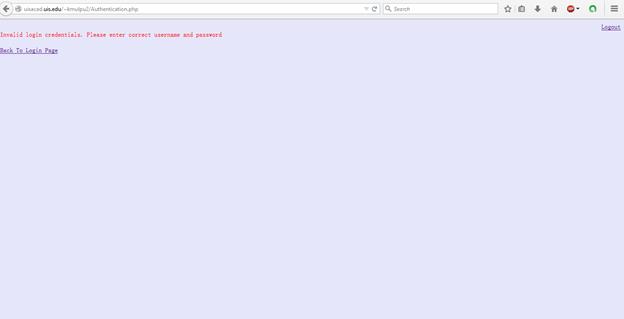 uisacad.uis.edu/~kmulpu2/Authentication.php
Search
Logout
Invalid login credentials. Please enter correct username and password
Back To Login Page